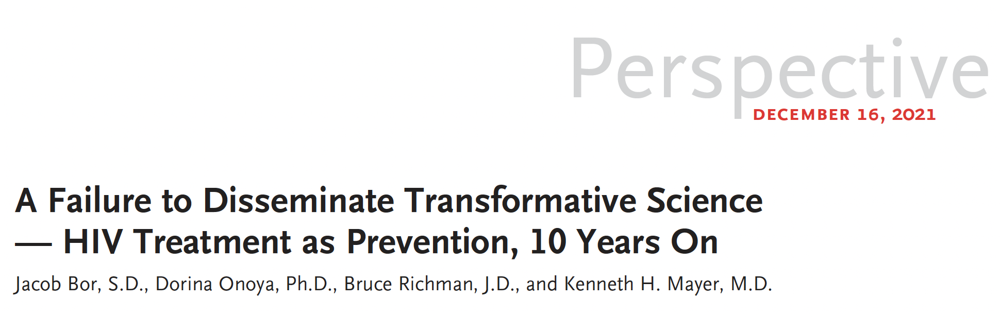 Perspective
DECEMBER 16, 2021
A Failure to Disseminate Transformative Science
— HIV Treatment as Prevention, 10 Years On
Jacob Bor, S.D., Dorina Onoya, Ph.D., Bruce Richman, J.D., and Kenneth H. Mayer, M.D.